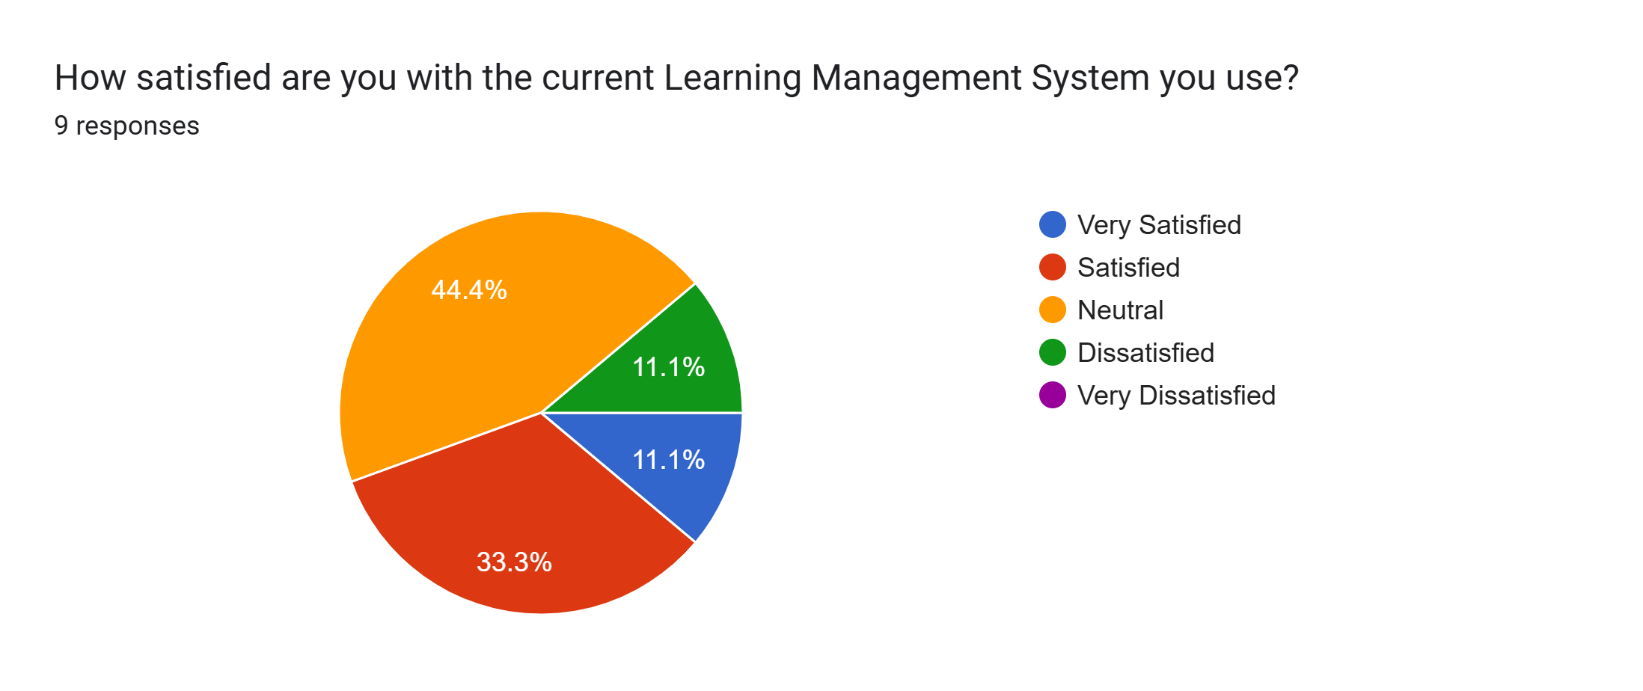 How satisfied are you with the current Learning Management System you use?
9 responses
44.4%
11.1%
11.1%
33.3%
Very Satisfied
Satisfied
Neutral
Dissatisfied
Very Dissatisfied